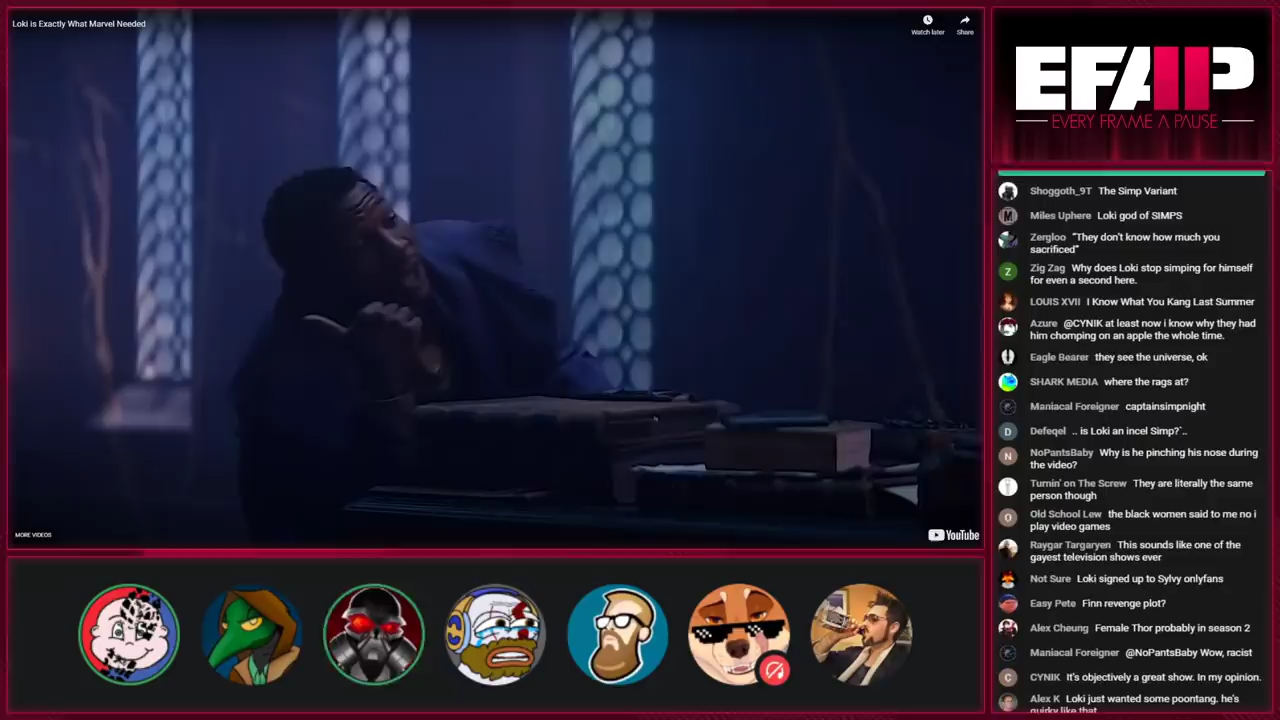 Loki is Exactly What Marvel Needed
Watch later
Share
MORE VIDEOS
YouTube
EFAP
EVERY FRAME A PAUSE
Shoggoth_9T The Simp Variant
Miles Uphere Loki god of SIMPS
Zergloo "They don't know how much you
sacrificed"
Zig Zag Why does Loki stop simping for himself
for even a second here.
LOUIS XVII I Know What You Kang Last Summer
Azure @CYNIK at least now i know why they had
him chomping on an apple the whole time.
Eagle Bearer they see the universe, ok
SHARK MEDIA where the rags at?
Maniacal Foreigner captainsimpnight
Defeqel .. is Loki an incel Simp?`..
NoPantsBaby Why is he pinching his nose during
the video?
Turnin' on The Screw They are literally the same
person though
Old School Lew the black women said to me no i
play video games
Raygar Targaryen This sounds like one of the
gayest television shows ever
Not Sure Loki signed up to Sylvy onlyfans
Easy Pete Finn revenge plot?
Alex Cheung Female Thor probably in season 2
Maniacal Foreigner @NoPantsBaby Wow, racist
CYNIK It's objectively a great show. In my opinion.
Alex K Loki just wanted some poontang. he's
quirky like that